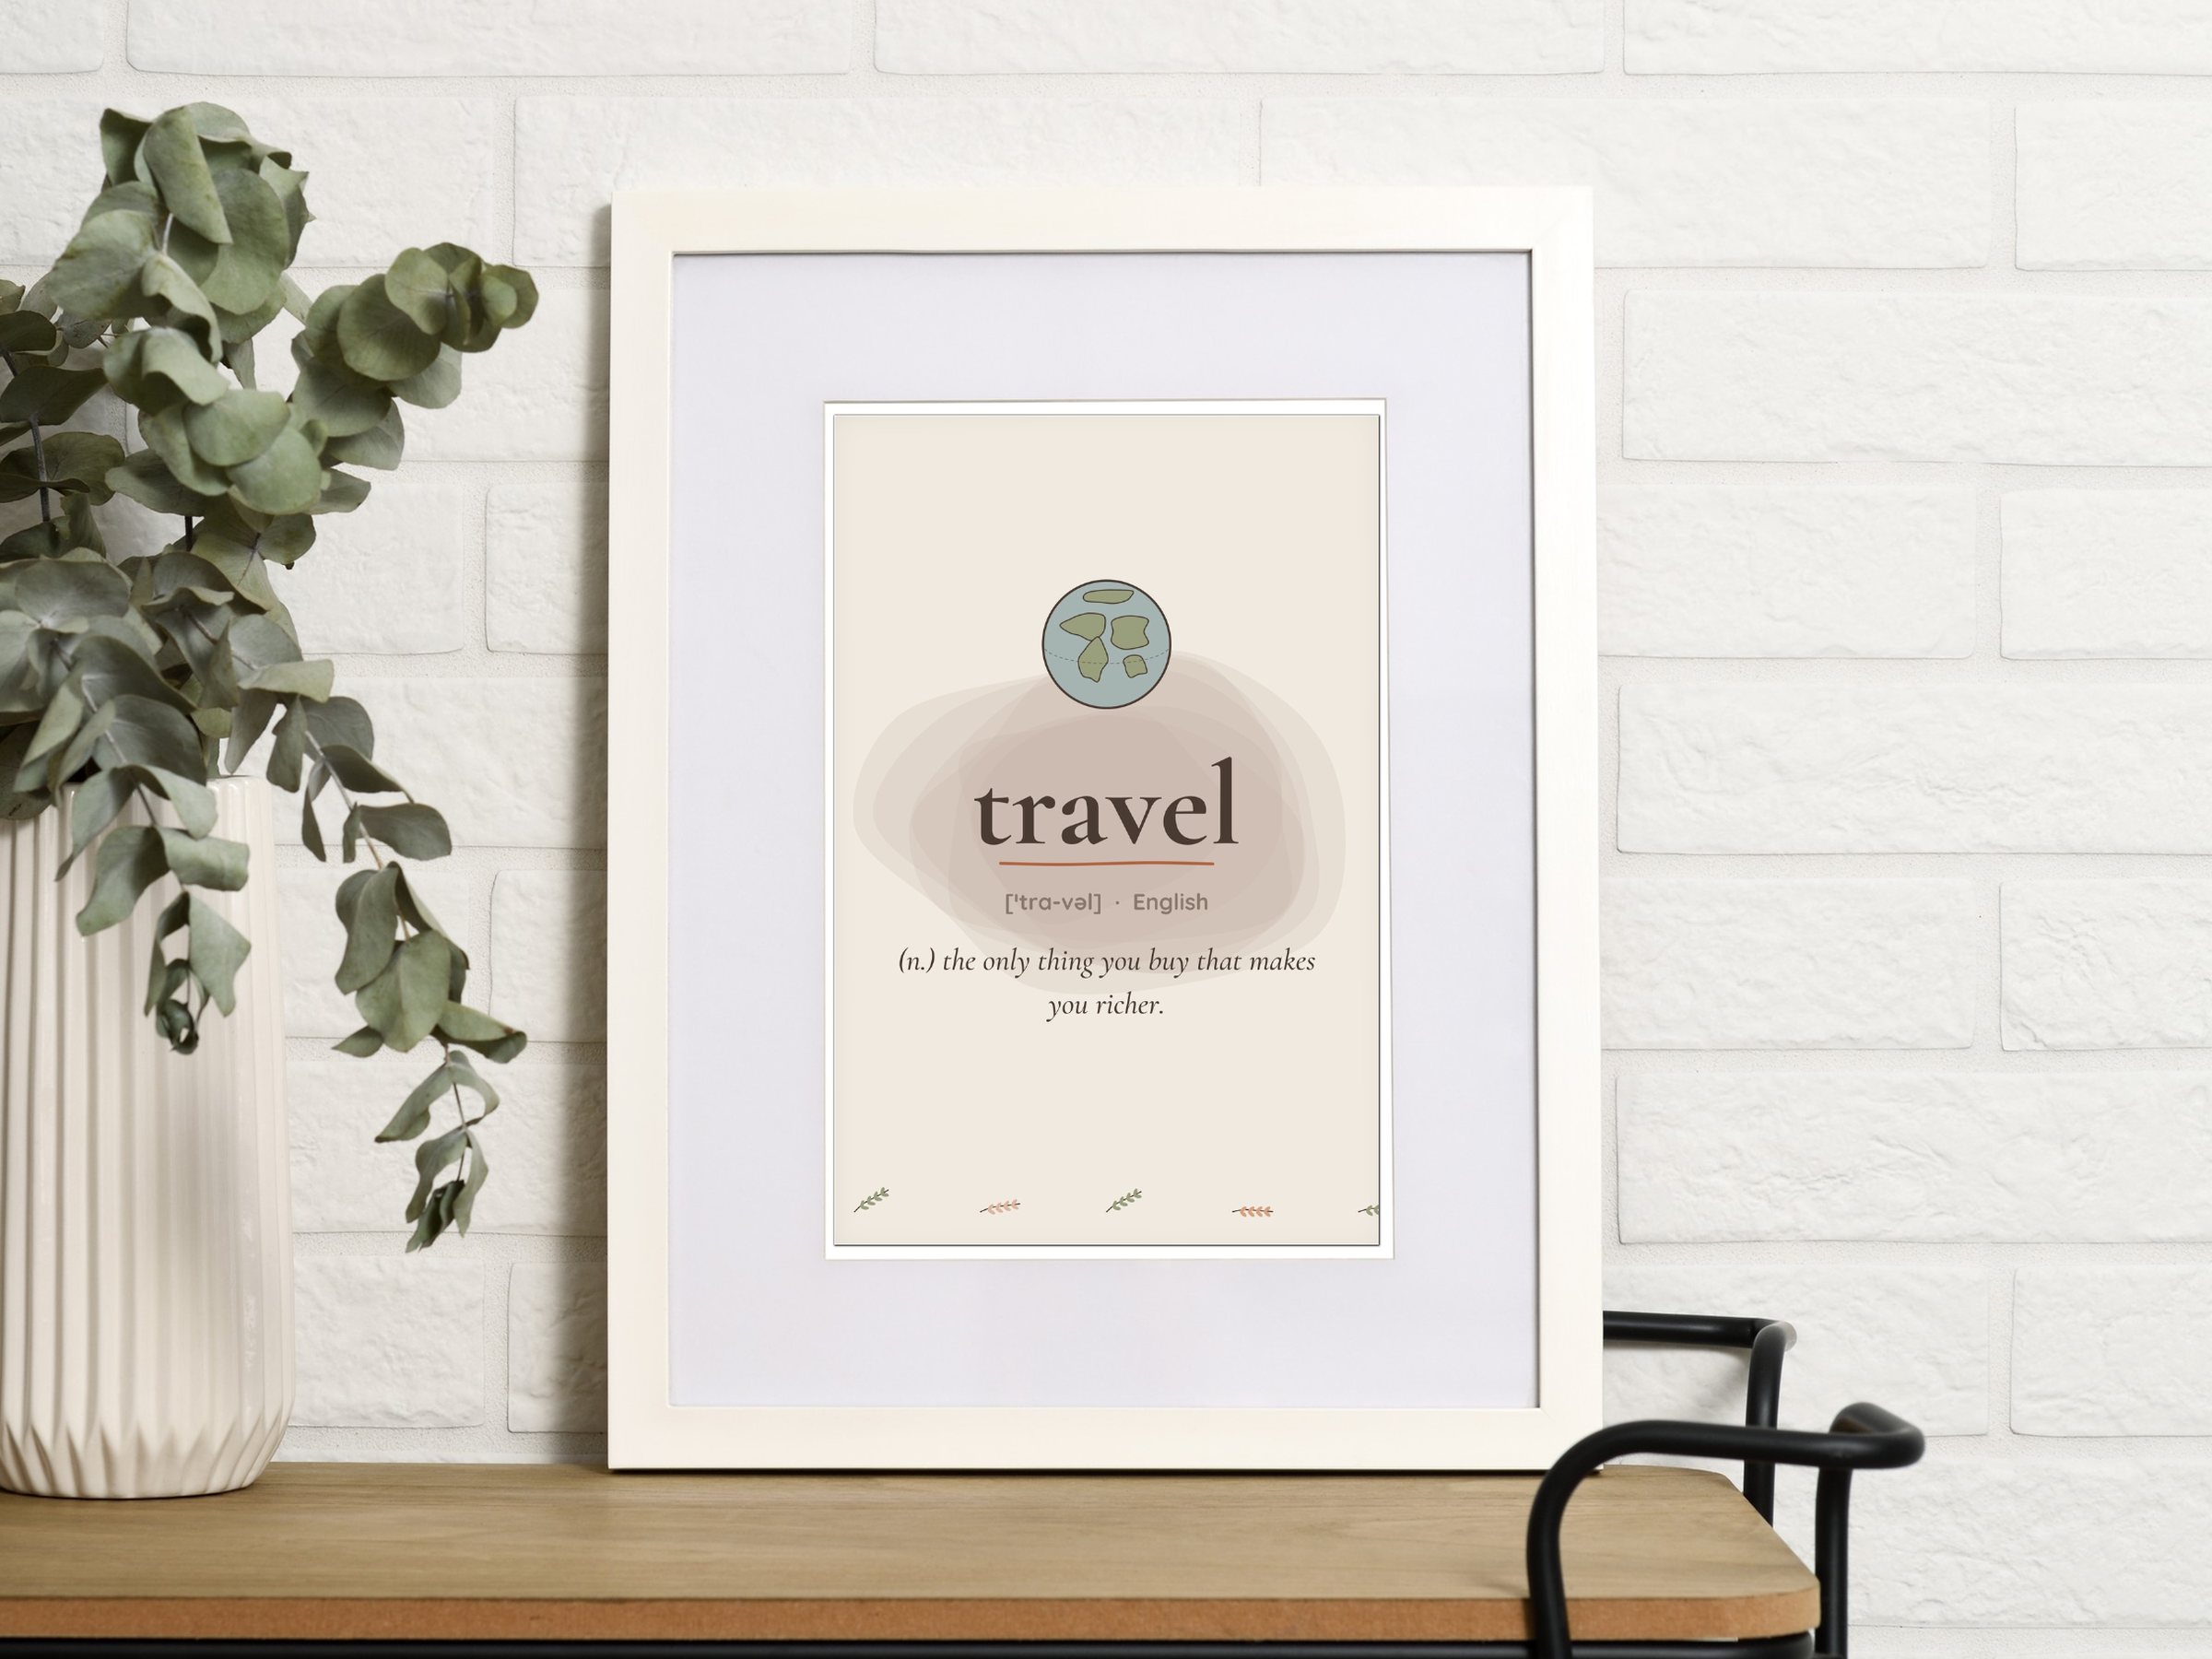 travel
['tra-vəl] · English
(n.) the only thing you buy that makes
you richer.